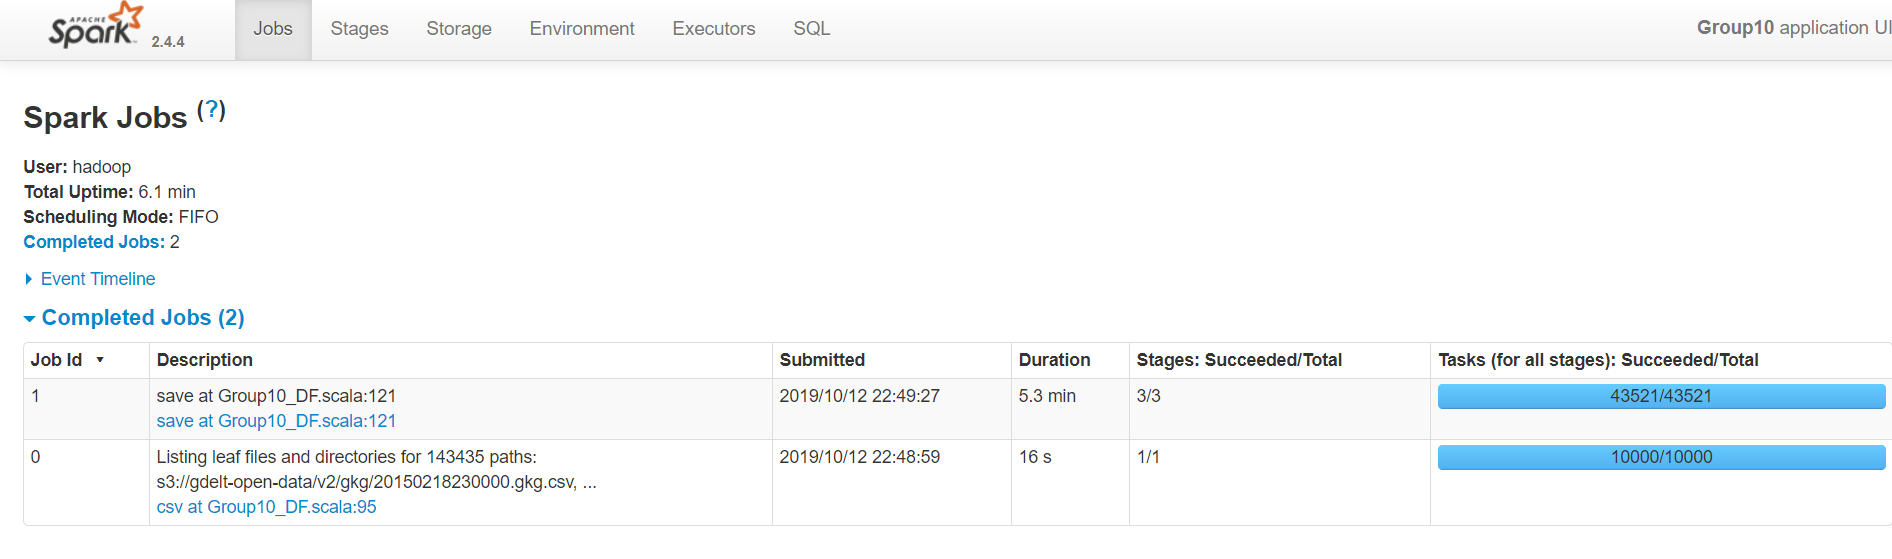 APACHE Spark 2.4.4 Jobs Stages Storage Environment Executors SQL Group10 application UI
Spark Jobs (?)
User: hadoop
Total Uptime: 6.1 min
Scheduling Mode: FIFO
Completed Jobs: 2
Event Timeline
Completed Jobs (2)
Job Id Description Submitted Duration Stages: Succeeded/Total Tasks (for all stages): Succeeded/Total
1 save at Group10_DF.scala:121 2019/10/12 22:49:27 5.3 min 3/3 43521/43521
save at Group10_DF.scala:121
0 Listing leaf files and directories for 143435 paths: 2019/10/12 22:48:59 16 s 1/1 10000/10000
s3://gdelt-open-data/v2/gkg/20150218230000.gkg.csv, ...
csv at Group10_DF.scala:95